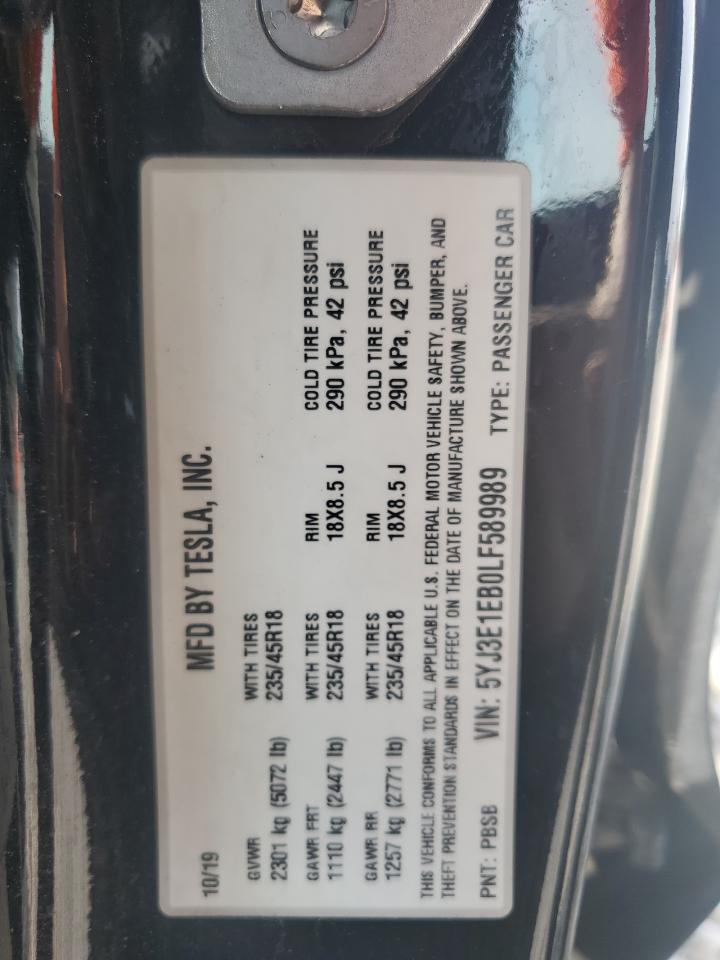 10/19 MFD BY TESLA, INC.
GVWR WITH TIRES
2301 kg (5072 lb) 235/45R18
GAWR FRT WITH TIRES RIM COLD TIRE PRESSURE
1110 kg (2447 lb) 235/45R18 18X8.5 J 290 kPa, 42 psi
GAWR RR WITH TIRES RIM COLD TIRE PRESSURE
1257 kg (2771 lb) 235/45R18 18X8.5 J 290 kPa, 42 psi
THIS VEHICLE CONFORMS TO ALL APPLICABLE U.S. FEDERAL MOTOR VEHICLE SAFETY, BUMPER, AND
THEFT PREVENTION STANDARDS IN EFFECT ON THE DATE OF MANUFACTURE SHOWN ABOVE.
PNT: PBSB VIN: 5YJ3E1EB0LF589989 TYPE: PASSENGER CAR